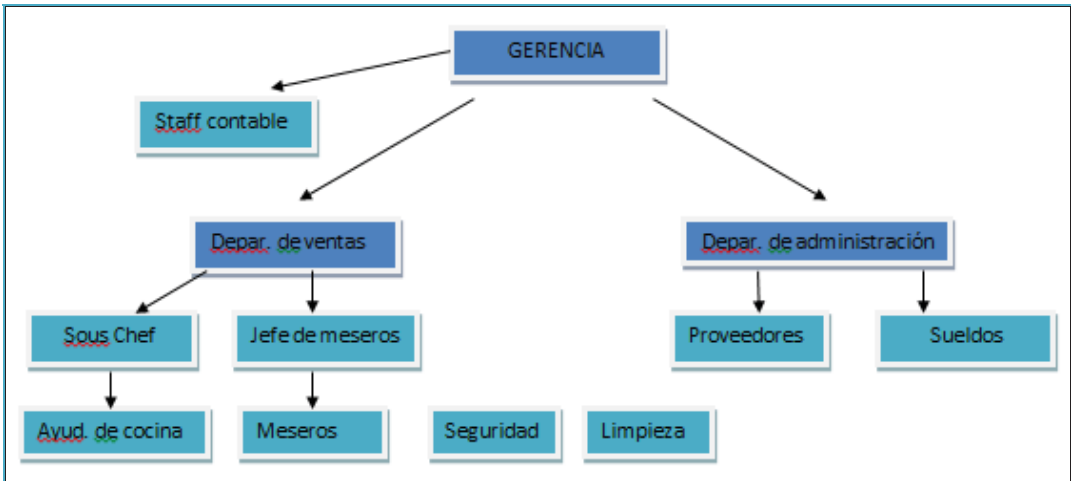 GERENCIA
Staff contable
Depar. de ventas
Depar. de administración
Sous Chef
Jefe de meseros
Proveedores
Sueldos
Ayud. de cocina
Meseros
Seguridad
Limpieza